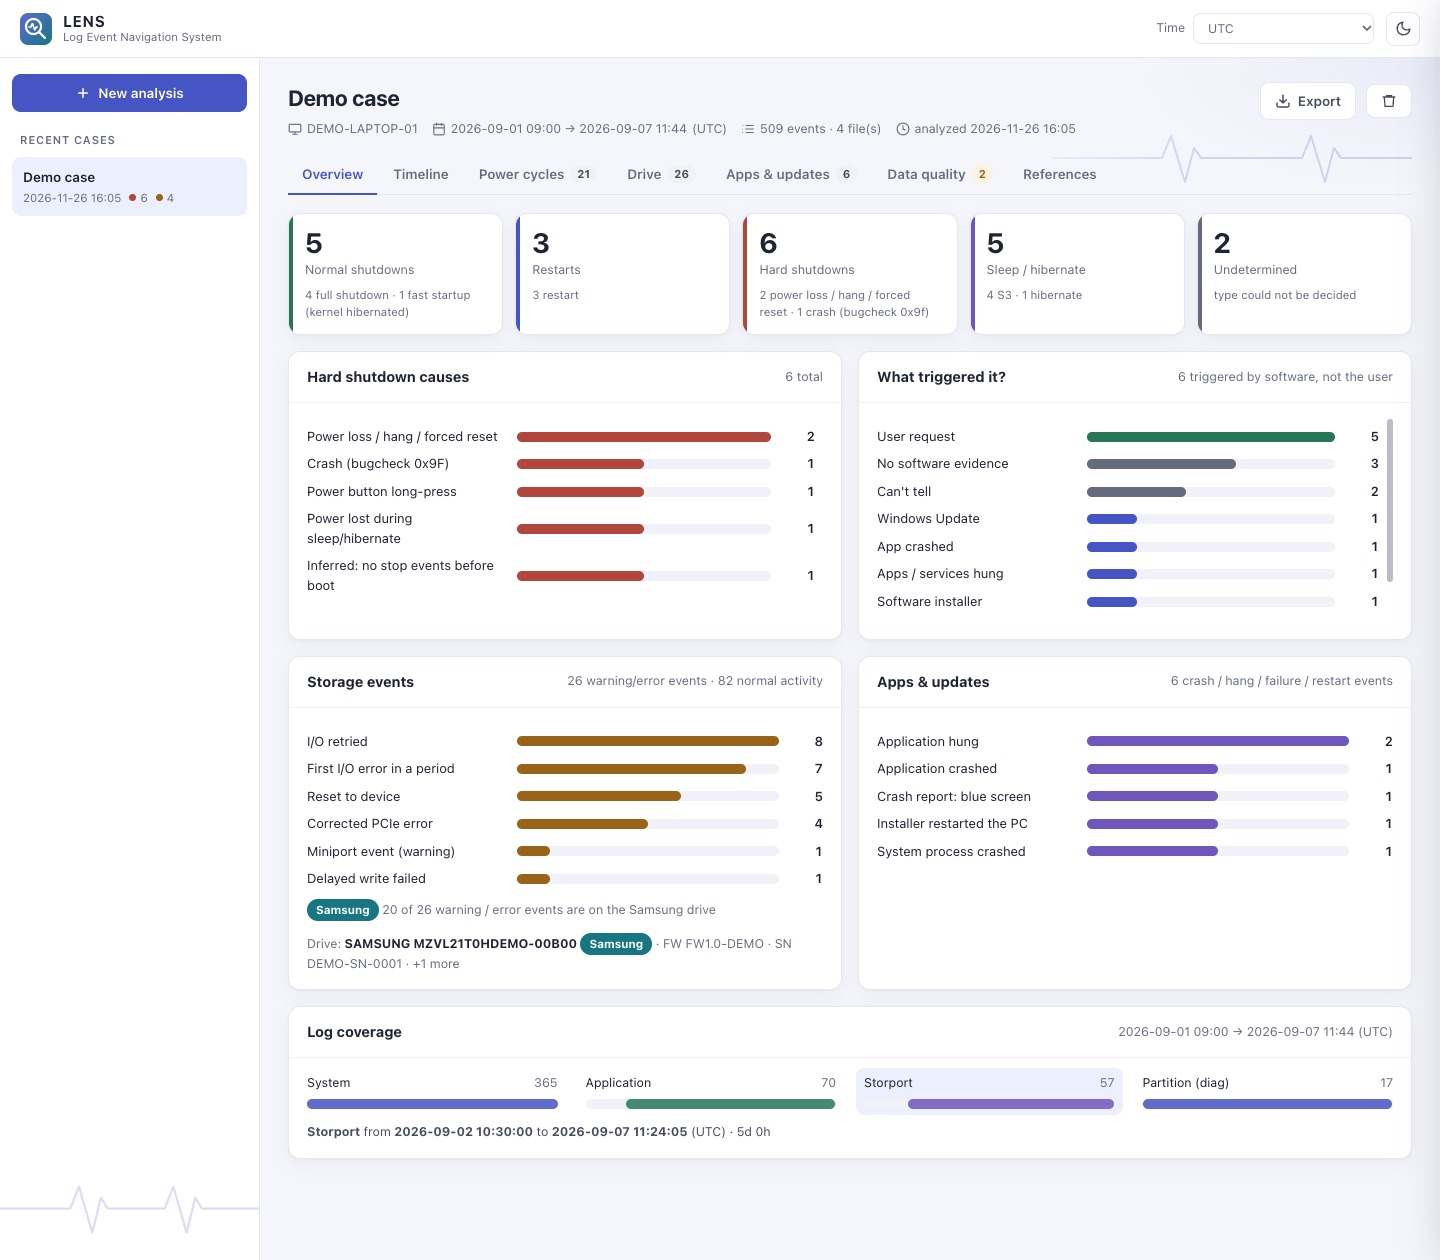 LENS
Log Event Navigation System
Time
UTC
New analysis
RECENT CASES
Demo case
2026-11-26 16:05 6 4
Demo case
Export
DEMO-LAPTOP-01 2026-09-01 09:00 → 2026-09-07 11:44 (UTC) 509 events · 4 file(s) analyzed 2026-11-26 16:05
Overview Timeline Power cycles 21 Drive 26 Apps & updates 6 Data quality 2 References
5
Normal shutdowns
4 full shutdown · 1 fast startup
(kernel hibernated)
3
Restarts
3 restart
6
Hard shutdowns
2 power loss / hang / forced
reset · 1 crash (bugcheck 0x9f)
5
Sleep / hibernate
4 S3 · 1 hibernate
2
Undetermined
type could not be decided
Hard shutdown causes 6 total
Power loss / hang / forced reset 2
Crash (bugcheck 0x9F) 1
Power button long-press 1
Power lost during
sleep/hibernate 1
Inferred: no stop events before
boot 1
What triggered it? 6 triggered by software, not the user
User request 5
No software evidence 3
Can't tell 2
Windows Update 1
App crashed 1
Apps / services hung 1
Software installer 1
Storage events 26 warning/error events · 82 normal activity
I/O retried 8
First I/O error in a period 7
Reset to device 5
Corrected PCIe error 4
Miniport event (warning) 1
Delayed write failed 1
Samsung 20 of 26 warning / error events are on the Samsung drive
Drive: SAMSUNG MZVL21T0HDEMO-00B00 Samsung · FW FW1.0-DEMO · SN
DEMO-SN-0001 · +1 more
Apps & updates 6 crash / hang / failure / restart events
Application hung 2
Application crashed 1
Crash report: blue screen 1
Installer restarted the PC 1
System process crashed 1
Log coverage 2026-09-01 09:00 → 2026-09-07 11:44 (UTC)
System 365 Application 70 Storport 57 Partition (diag) 17
Storport from 2026-09-02 10:30:00 to 2026-09-07 11:24:05 (UTC) · 5d 0h